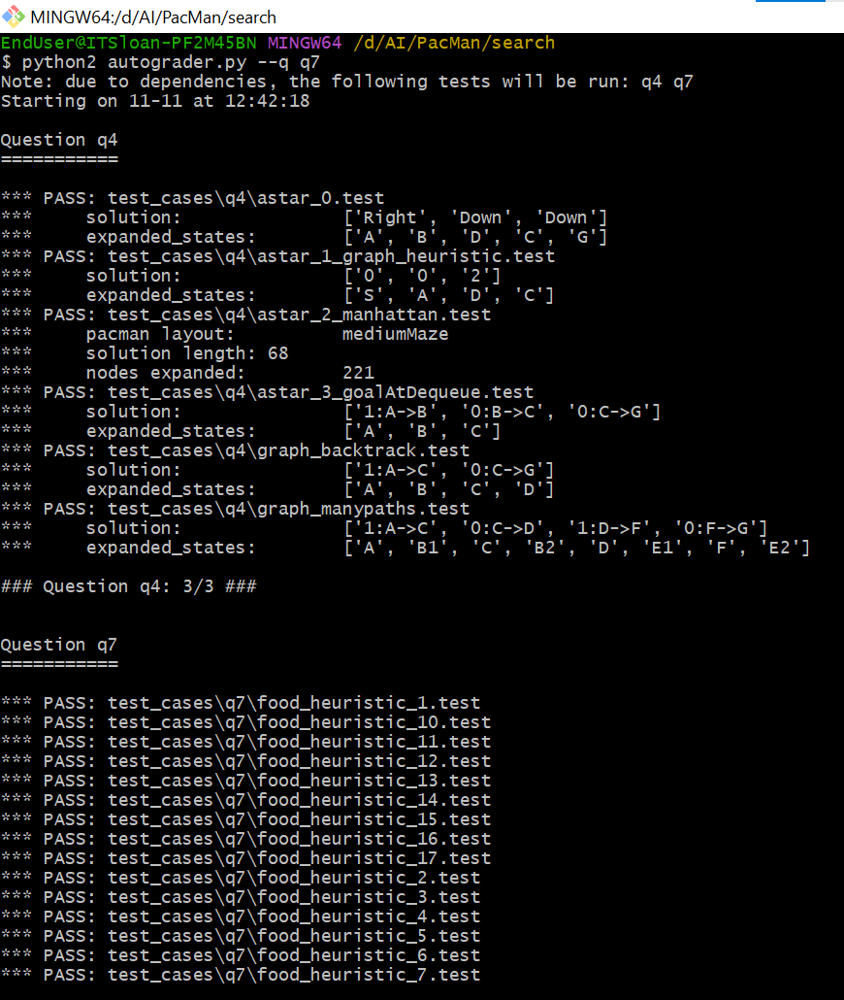 MINGW64:/d/AI/PacMan/search
EndUser@ITSloan-PF2M45BN MINGW64 /d/AI/PacMan/search
$ python2 autograder.py --q q7
Note: due to dependencies, the following tests will be run: q4 q7
Starting on 11-11 at 12:42:18

Question q4
===========

*** PASS: test_cases\q4\astar_0.test
***     solution:               ['Right', 'Down', 'Down']
***     expanded_states:        ['A', 'B', 'D', 'C', 'G']
*** PASS: test_cases\q4\astar_1_graph_heuristic.test
***     solution:               ['0', '0', '2']
***     expanded_states:        ['S', 'A', 'D', 'C']
*** PASS: test_cases\q4\astar_2_manhattan.test
***     pacman layout:          mediumMaze
***     solution length: 68
***     nodes expanded:         221
*** PASS: test_cases\q4\astar_3_goalAtDequeue.test
***     solution:               ['1:A->B', '0:B->C', '0:C->G']
***     expanded_states:        ['A', 'B', 'C']
*** PASS: test_cases\q4\graph_backtrack.test
***     solution:               ['1:A->C', '0:C->G']
***     expanded_states:        ['A', 'B', 'C', 'D']
*** PASS: test_cases\q4\graph_manypaths.test
***     solution:               ['1:A->C', '0:C->D', '1:D->F', '0:F->G']
***     expanded_states:        ['A', 'B1', 'C', 'B2', 'D', 'E1', 'F', 'E2']

### Question q4: 3/3 ###

Question q7
===========

*** PASS: test_cases\q7\food_heuristic_1.test
*** PASS: test_cases\q7\food_heuristic_10.test
*** PASS: test_cases\q7\food_heuristic_11.test
*** PASS: test_cases\q7\food_heuristic_12.test
*** PASS: test_cases\q7\food_heuristic_13.test
*** PASS: test_cases\q7\food_heuristic_14.test
*** PASS: test_cases\q7\food_heuristic_15.test
*** PASS: test_cases\q7\food_heuristic_16.test
*** PASS: test_cases\q7\food_heuristic_17.test
*** PASS: test_cases\q7\food_heuristic_2.test
*** PASS: test_cases\q7\food_heuristic_3.test
*** PASS: test_cases\q7\food_heuristic_4.test
*** PASS: test_cases\q7\food_heuristic_5.test
*** PASS: test_cases\q7\food_heuristic_6.test
*** PASS: test_cases\q7\food_heuristic_7.test